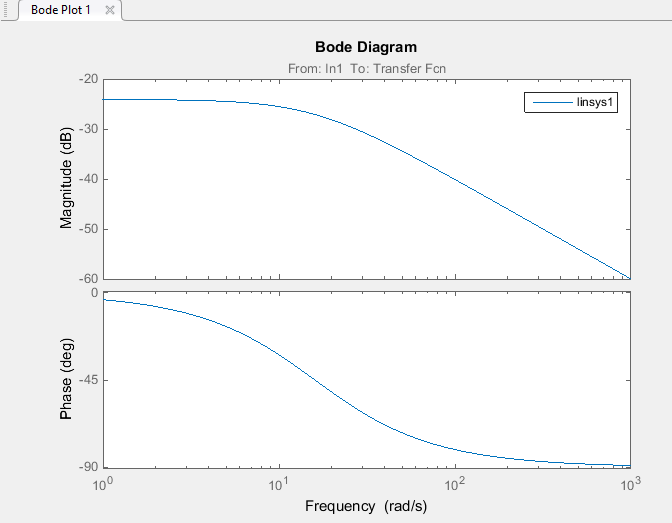 Bode Plot 1
Bode Diagram
From: In1 To: Transfer Fcn
-20
linsys1
-30
Magnitude (dB)
-40
-50
-60
0
Phase (deg)
-45
-90
10^0 10^1 10^2 10^3
Frequency (rad/s)